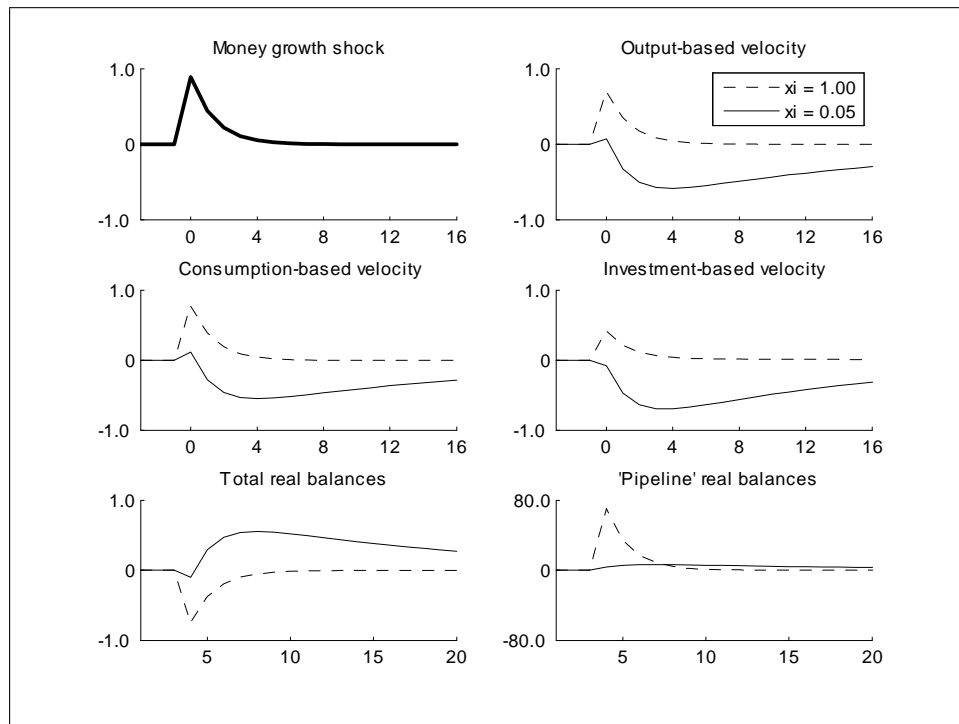 Money growth shock
1.0
0
-1.0
0 4 8 12 16
Output-based velocity
xi = 1.00
xi = 0.05
1.0
0
-1.0
0 4 8 12 16
Consumption-based velocity
1.0
0
-1.0
0 4 8 12 16
Investment-based velocity
1.0
0
-1.0
0 4 8 12 16
Total real balances
1.0
0
-1.0
5 10 15 20
'Pipeline' real balances
80.0
0
-80.0
5 10 15 20